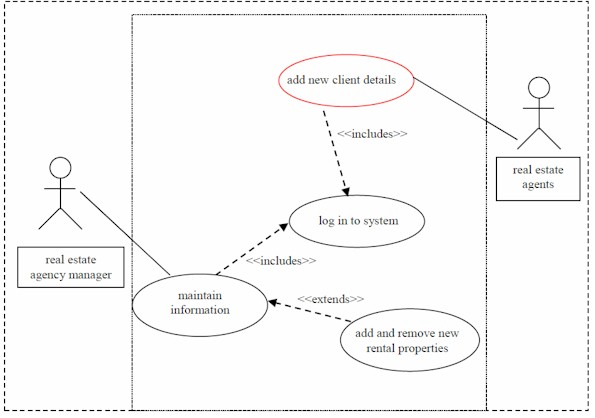 add new client details
<<includes>>
real estate
agents
log in to system
real estate
agency manager
<<includes>>
maintain
information
<<extends>>
add and remove new
rental properties